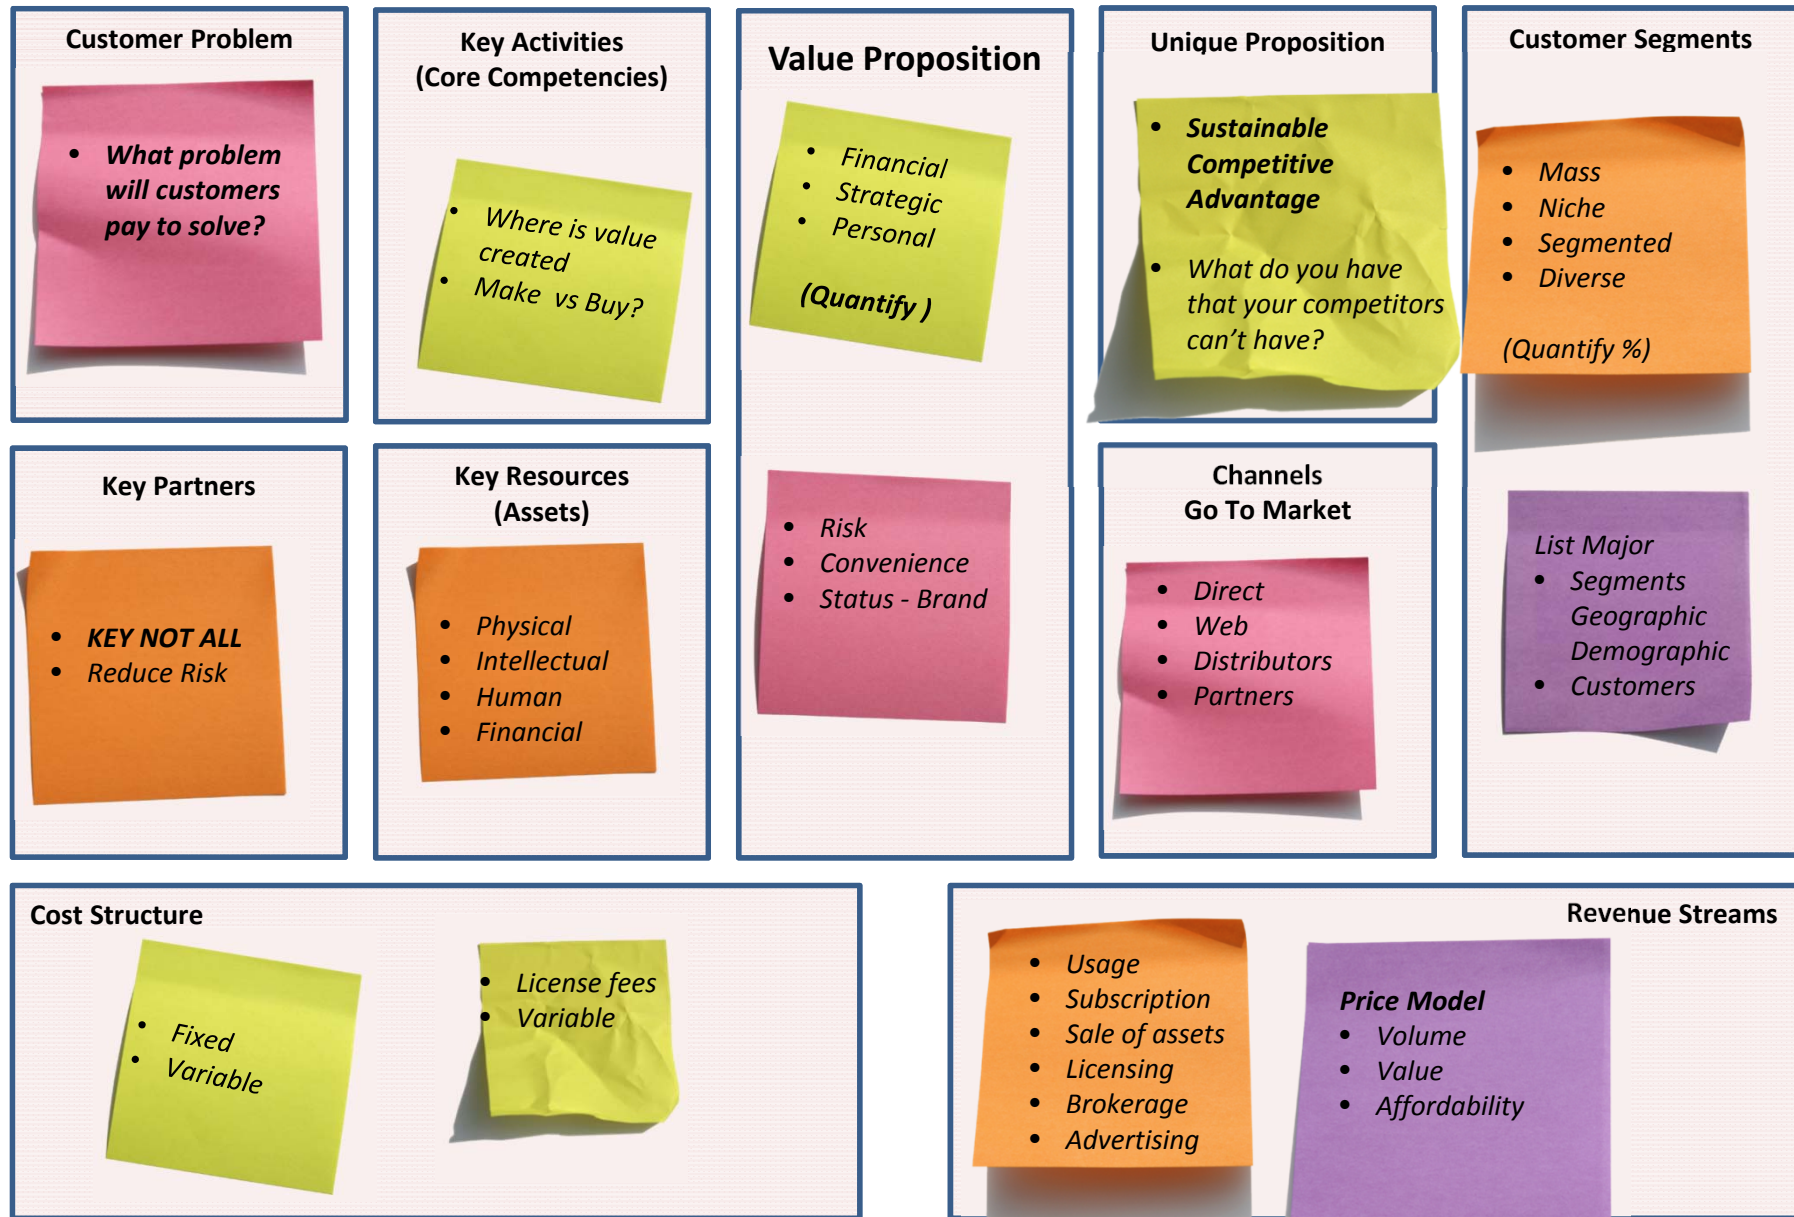 Customer Problem
• What problem
will customers
pay to solve?
Key Activities
(Core Competencies)
• Where is value
created
• Make vs Buy?
Value Proposition
• Financial
• Strategic
• Personal
(Quantify )
• Risk
• Convenience
• Status - Brand
Unique Proposition
• Sustainable
Competitive
Advantage
• What do you have
that your competitors
can’t have?
Customer Segments
• Mass
• Niche
• Segmented
• Diverse
(Quantify %)
List Major
• Segments
Geographic
Demographic
• Customers
Key Partners
• KEY NOT ALL
• Reduce Risk
Key Resources
(Assets)
• Physical
• Intellectual
• Human
• Financial
Channels
Go To Market
• Direct
• Web
• Distributors
• Partners
Cost Structure
• Fixed
• Variable
• License fees
• Variable
Revenue Streams
• Usage
• Subscription
• Sale of assets
• Licensing
• Brokerage
• Advertising
Price Model
• Volume
• Value
• Affordability